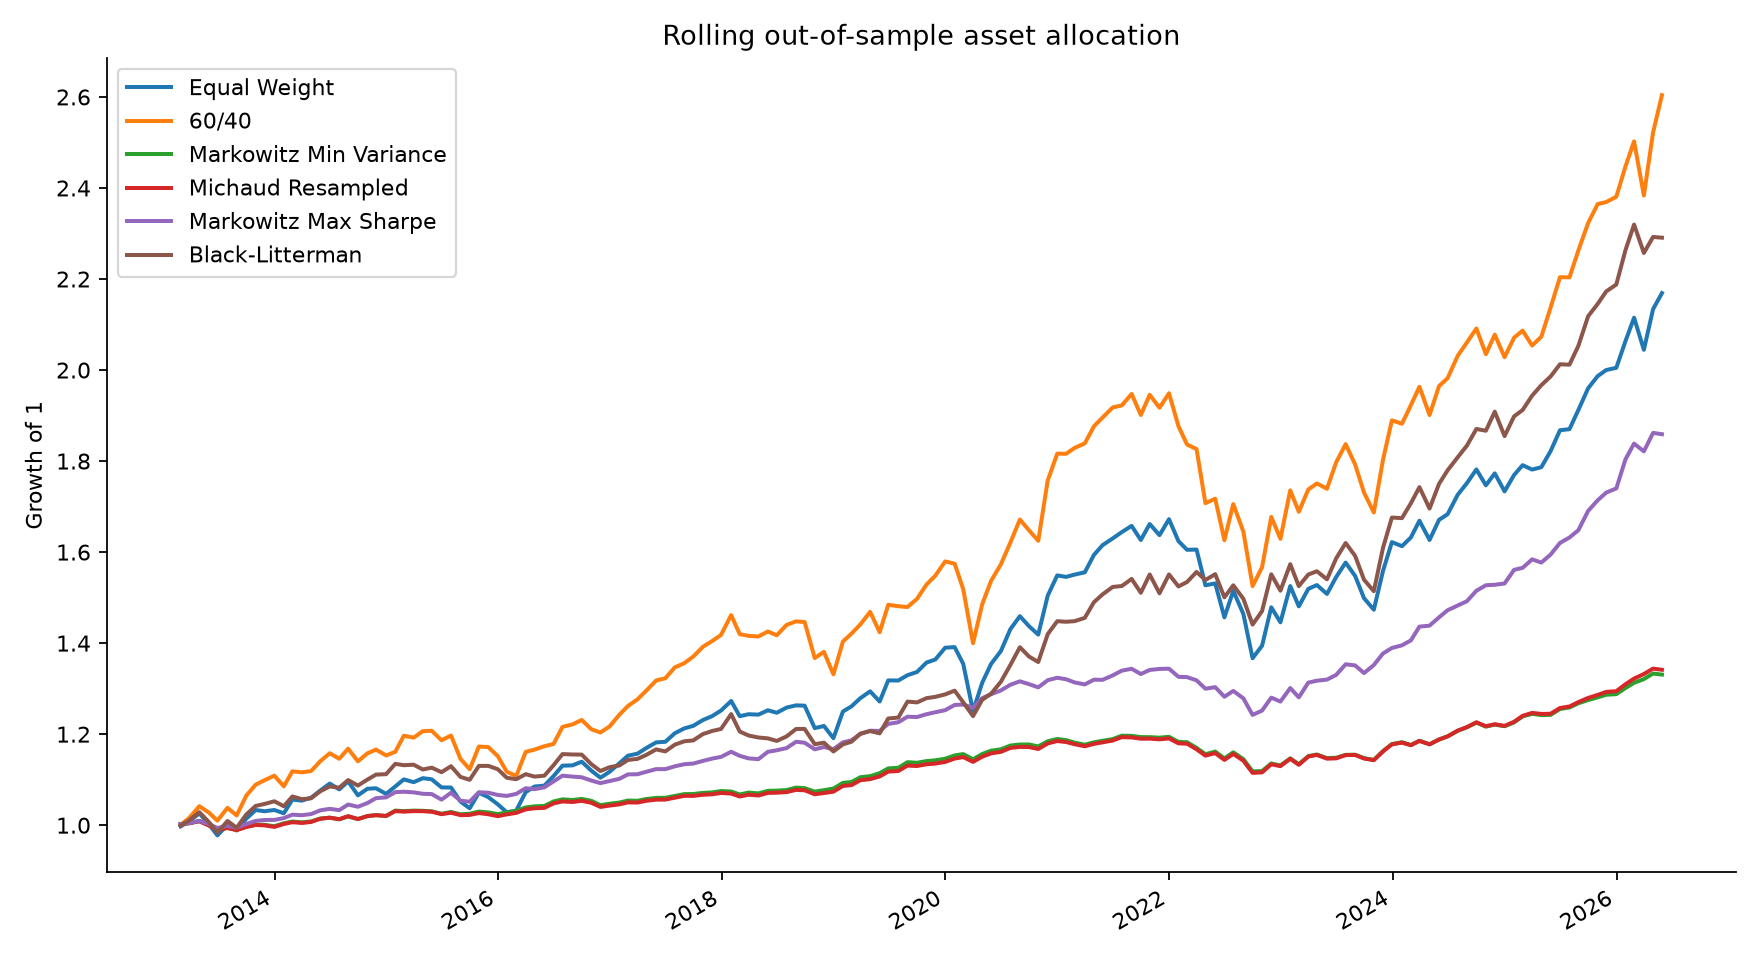 Rolling out-of-sample asset allocation
Equal Weight
60/40
Markowitz Min Variance
Michaud Resampled
Markowitz Max Sharpe
Black-Litterman
Growth of 1
2.6
2.4
2.2
2.0
1.8
1.6
1.4
1.2
1.0
2014 2016 2018 2020 2022 2024 2026